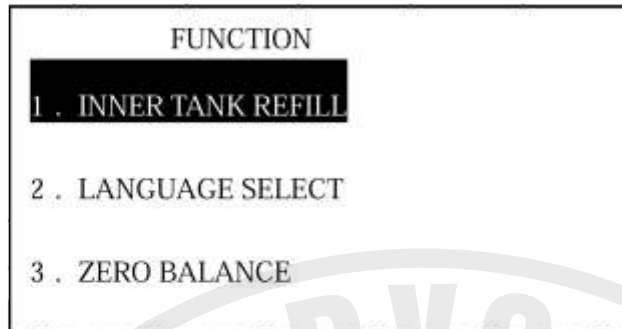 FUNCTION
1 . INNER TANK REFILL
2 . LANGUAGE SELECT
3 . ZERO BALANCE